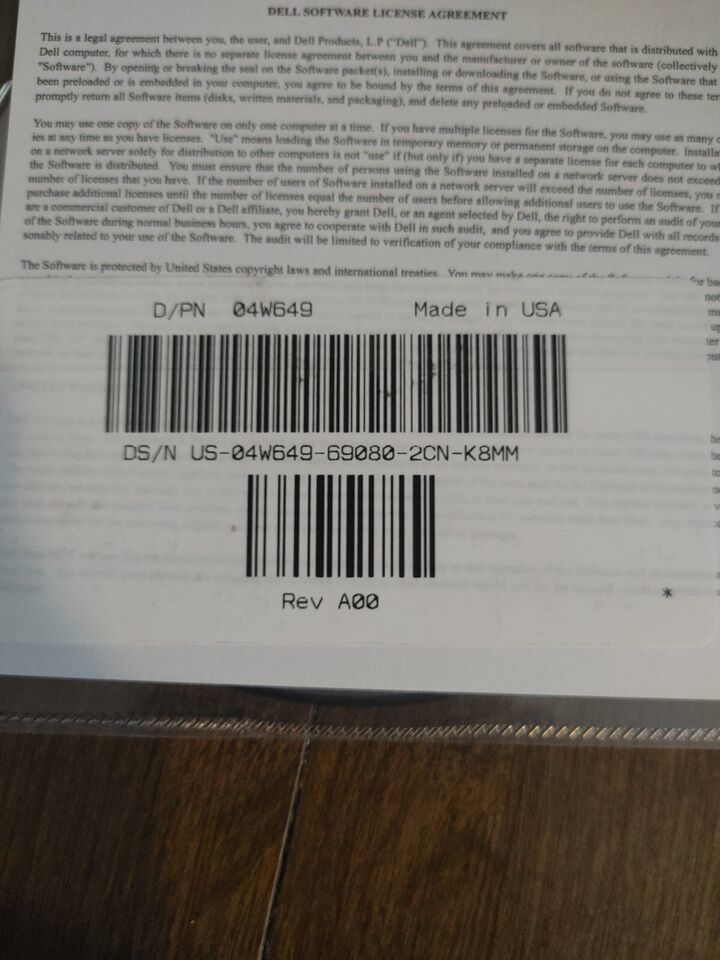 DELL SOFTWARE LICENSE AGREEMENT
This is a legal agreement between you, the user, and Dell Products, L.P ("Dell"). This agreement covers all software that is distributed with
Dell computer, for which there is no separate license agreement between you and the manufacturer or owner of the software (collectively
"Software"). By opening or breaking the seal on the Software packet(s), installing or downloading the Software, or using the Software that
been preloaded or is embedded in your computer, you agree to be bound by the terms of this agreement. If you do not agree to these ter
promptly return all Software items (disks, written materials, and packaging), and delete any preloaded or embedded Software.
You may use one copy of the Software on only one computer at a time. If you have multiple licenses for the Software, you may use as many c
ies at any time as you have licenses. "Use" means loading the Software in temporary memory or permanent storage on the computer. Installa
on a network server solely for distribution to other computers is not "use" if (but only if) you have a separate license for each computer to wh
the Software is distributed. You must ensure that the number of persons using the Software installed on a network server does not exceed
number of licenses that you have. If the number of users of Software installed on a network server will exceed the number of licenses, you
purchase additional licenses until the number of licenses equal the number of users before allowing additional users to use the Software. If
are a commercial customer of Dell or a Dell affiliate, you hereby grant Dell, or an agent selected by Dell, the right to perform an audit of your
of the Software during normal business hours, you agree to cooperate with Dell in such audit, and you agree to provide Dell with all records
sonably related to your use of the Software. The audit will be limited to verification of your compliance with the terms of this agreement.
The Software is protected by United States copyright laws and international treaties. You may make one copy of the
for ba
D/PN 04W649 Made in USA
DS/N US-04W649-69080-2CN-K8MM
Rev A00
*